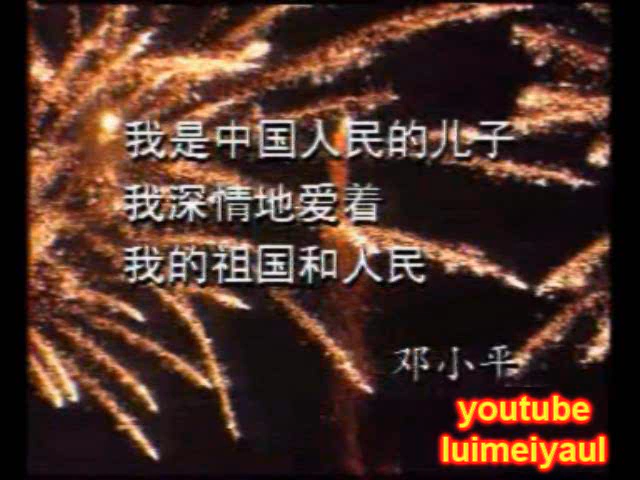 我是中国人民的儿子
我深情地爱着
我的祖国和人民
邓小平
youtube
luimeiyaul